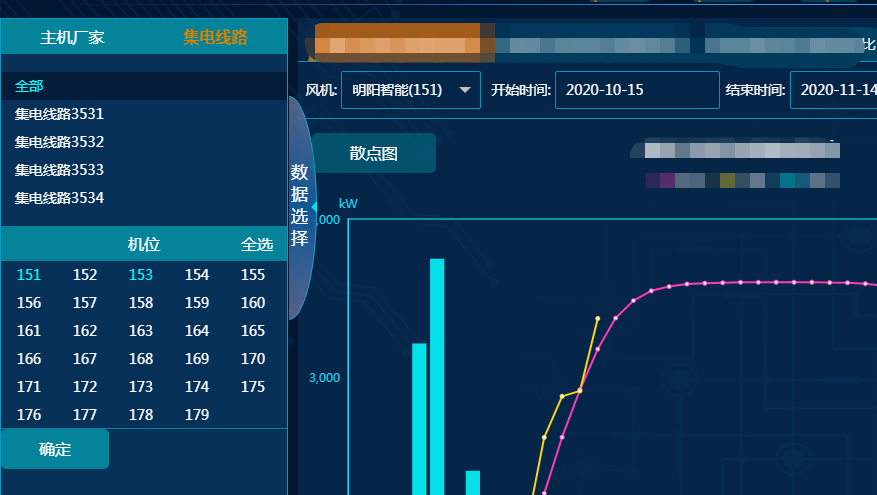 主机厂家 集电线路
全部
集电线路3531
集电线路3532
集电线路3533
集电线路3534
机位 全选
151 152 153 154 155
156 157 158 159 160
161 162 163 164 165
166 167 168 169 170
171 172 173 174 175
176 177 178 179
确定
数据选择
比
风机: 明阳智能(151) 开始时间: 2020-10-15 结束时间: 2020-11-14
散点图
kW
,000
3,000